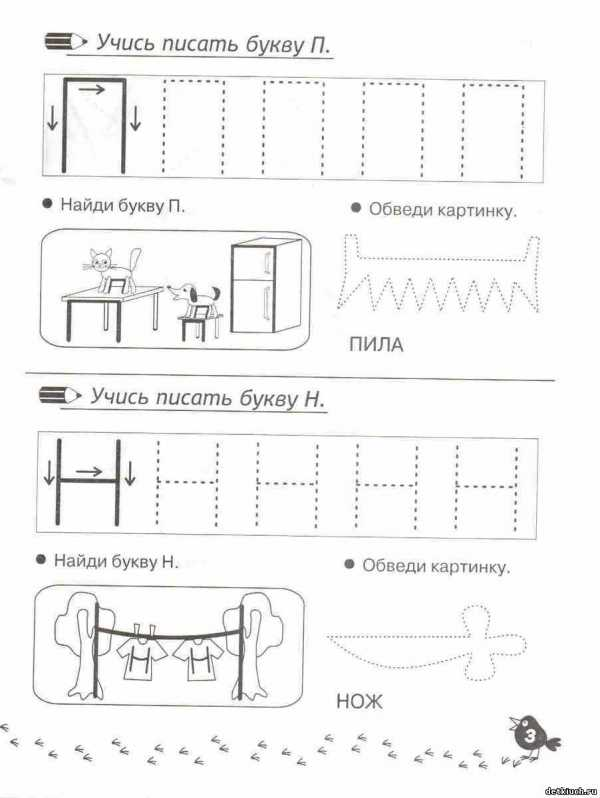 Учись писать букву П.
Найди букву П.
Обведи картинку.
ПИЛА
Учись писать букву Н.
Найди букву Н.
Обведи картинку.
НОЖ
3
detkiuch.ru